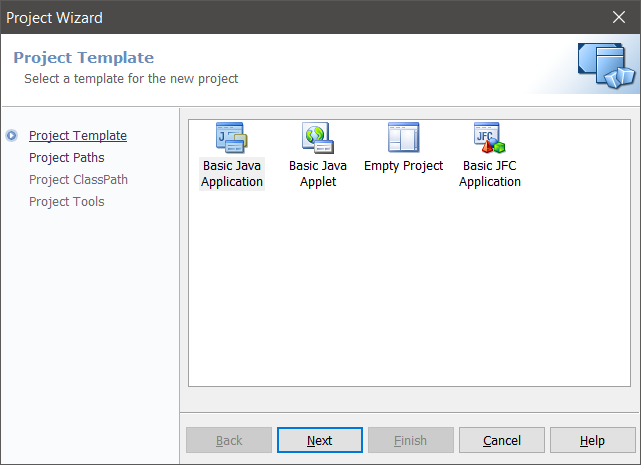 Project Wizard
Project Template
Select a template for the new project
Project Template
Project Paths
Project ClassPath
Project Tools
Basic Java
Application
Basic Java
Applet
Empty Project
JFC
Basic JFC
Application
Back
Next
Finish
Cancel
Help